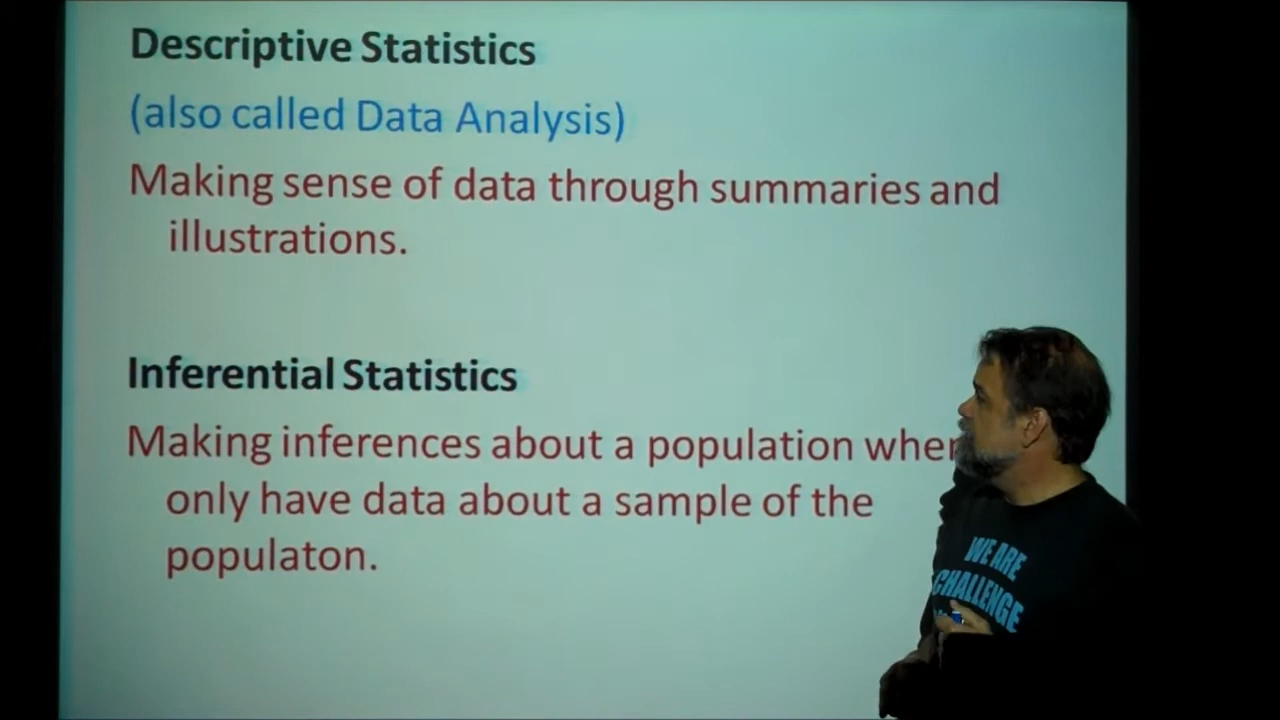 Descriptive Statistics
(also called Data Analysis)
Making sense of data through summaries and
illustrations.
Inferential Statistics
Making inferences about a population
only have data about a sample of the
populaton.
WE ARE
CHALLENGE